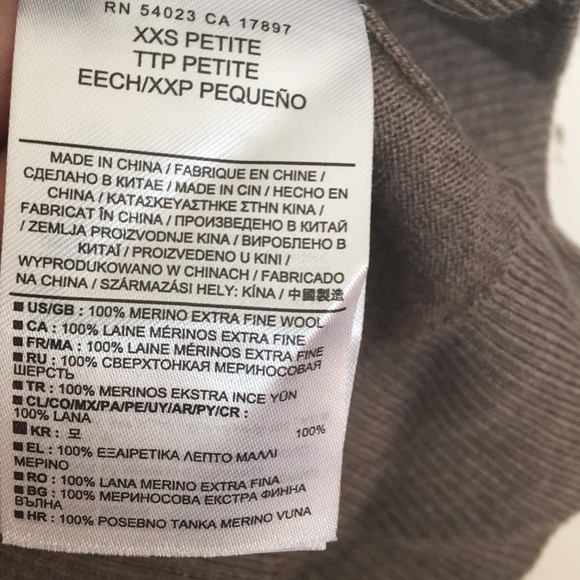 RN 54023 CA 17897
XXS PETITE
TTP PETITE
EECH/XXP PEQUEÑO
MADE IN CHINA / FABRIQUE EN CHINE /
СДЕЛАНО В КИТАЕ / MADE IN CIN / HECHO EN
CHINA / ΚΑΤΑΣΚΕΥΑΣΤΗΚΕ ΣΤΗΝ ΚΙΝΑ /
FABRICAT ÎN CHINA / ПРОИЗВЕДЕНО В КИТАЙ
/ ZEMLJA PROIZVODNJE KINA / ВИРОБЛЕНО В
КИТАЇ / PROIZVEDENO U KINI /
WYPRODUKOWANO W CHINACH / FABRICADO
NA CHINA / SZÁRMAZÁSI HELY: KÍNA / 中國製造
US/GB : 100% MERINO EXTRA FINE WOOL
CA : 100% LAINE MÉRINOS EXTRA FINE
FR/MA : 100% LAINE MÉRINOS EXTRA FINE
RU : 100% СВЕРХТОНКАЯ МЕРИНОСОВАЯ
ШЕРСТЬ
TR : 100% MERINOS EKSTRA INCE YÜN
CL/CO/MX/PA/PE/UY/AR/PY/CR :
100% LANA
KR : 모 100%
EL : 100% ΕΞΑΙΡΕΤΙΚΑ ΛΕΠΤΟ ΜΑΛΛΙ
ΜΕΡΙΝΟ
RO : 100% LANA MERINO EXTRA FINA
BG : 100% МЕРИНОСОВА ЕКСТРА ФИННА
ВЪЛНА
HR : 100% POSEBNO TANKA MERINO VUNA